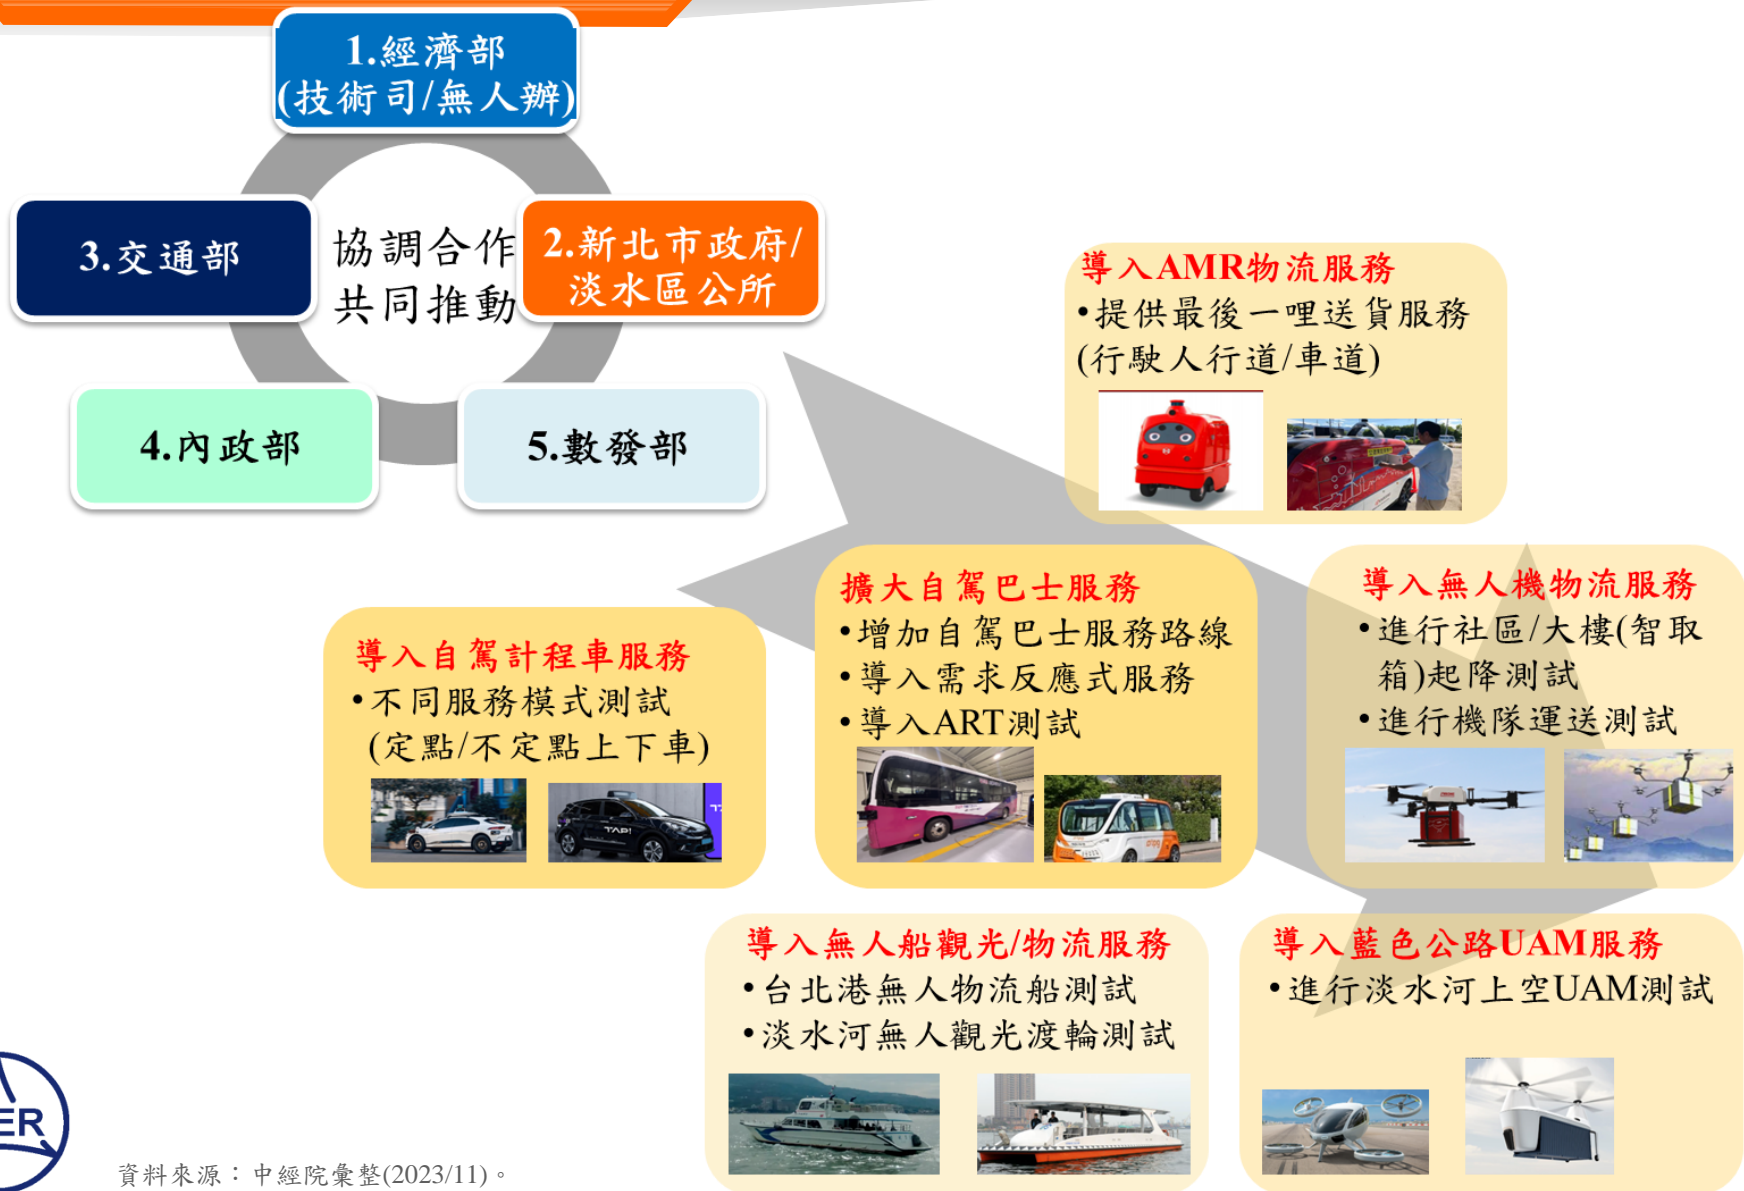 1.經濟部
(技術司/無人辦)
3.交通部
協調合作
共同推動
2.新北市政府/
淡水區公所
4.內政部
5.數發部
導入AMR物流服務
•提供最後一哩送貨服務
(行駛人行道/車道)
導入自駕計程車服務
•不同服務模式測試
(定點/不定點上下車)
TAP!
擴大自駕巴士服務
•增加自駕巴士服務路線
•導入需求反應式服務
•導入ART測試
導入無人機物流服務
•進行社區/大樓(智取
箱)起降測試
•進行機隊運送測試
導入無人船觀光/物流服務
•台北港無人物流船測試
•淡水河無人觀光渡輪測試
導入藍色公路UAM服務
•進行淡水河上空UAM測試
ER
資料來源：中經院彙整(2023/11)。